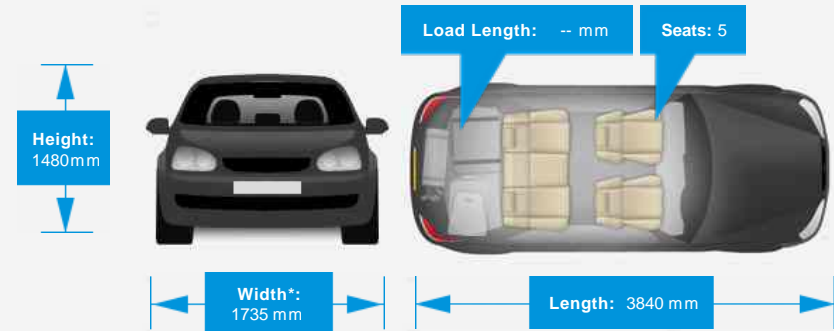 Load Length: -- mm
Seats: 5
Height:
1480mm
Width*:
1735 mm
Length: 3840 mm